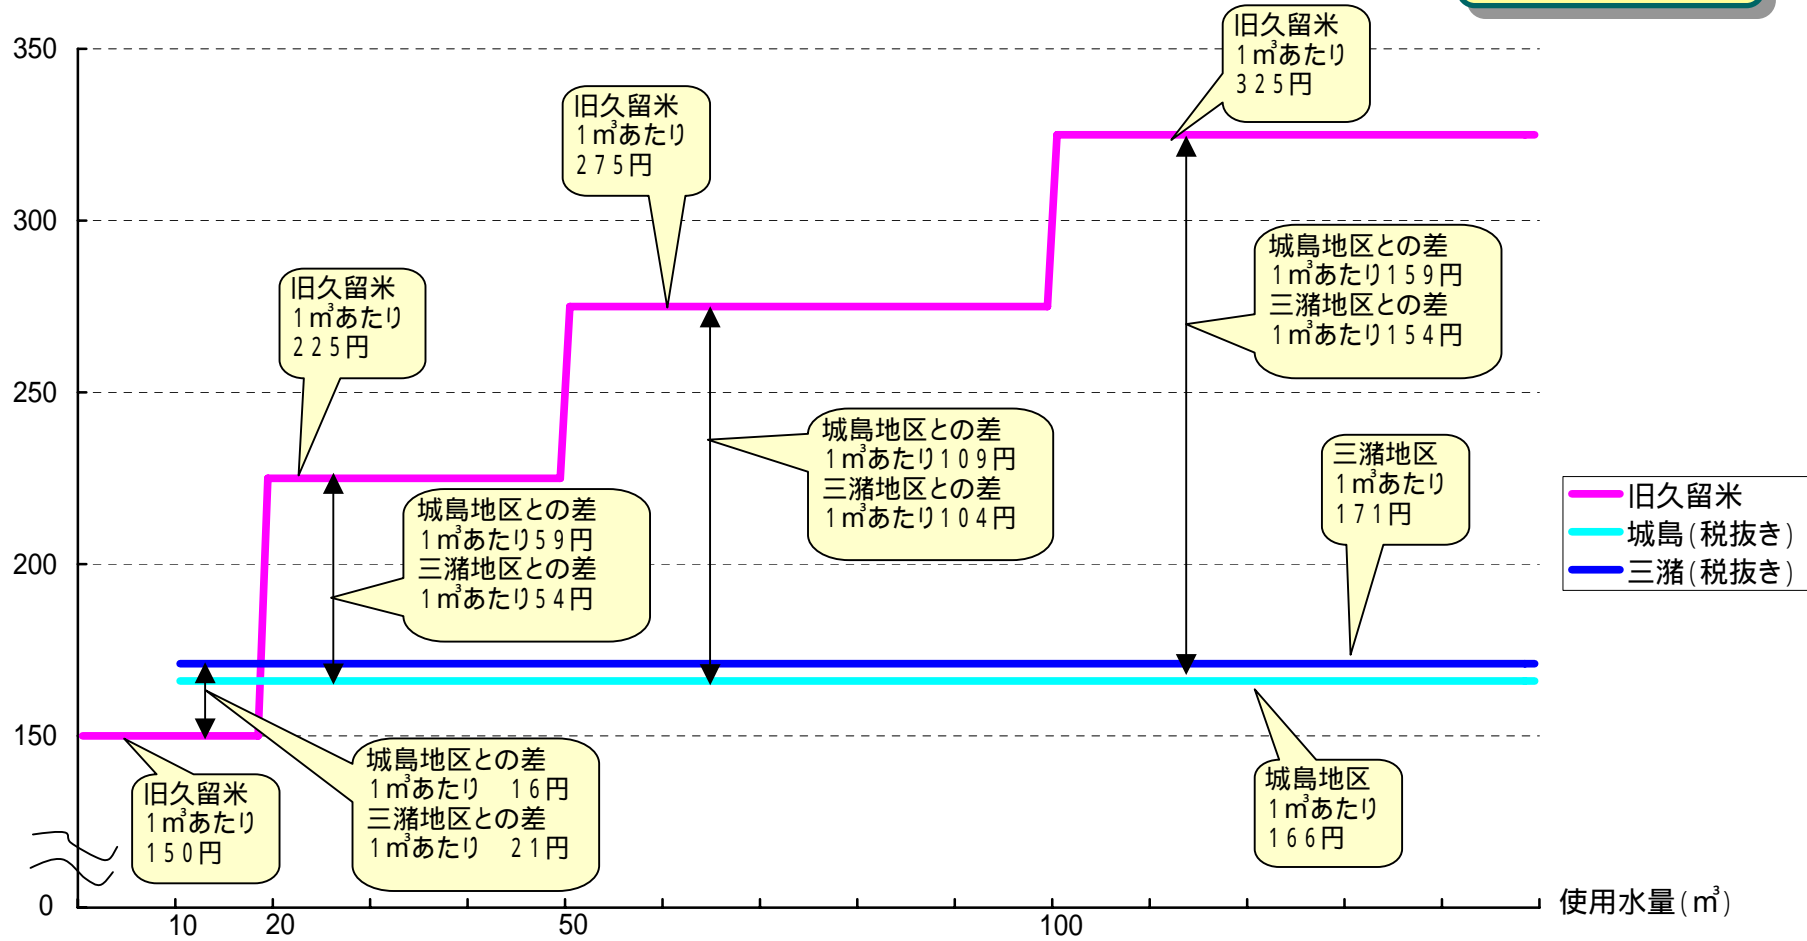 350
300
250
200
150
0
10
20
50
100
使用水量(㎥)
旧久留米
1㎥あたり
150円
旧久留米
1㎥あたり
225円
旧久留米
1㎥あたり
275円
旧久留米
1㎥あたり
325円
城島地区との差
1㎥あたり 16円
三潴地区との差
1㎥あたり 21円
城島地区との差
1㎥あたり59円
三潴地区との差
1㎥あたり54円
城島地区との差
1㎥あたり109円
三潴地区との差
1㎥あたり104円
城島地区との差
1㎥あたり159円
三潴地区との差
1㎥あたり154円
三潴地区
1㎥あたり
171円
城島地区
1㎥あたり
166円
旧久留米
城島(税抜き)
三潴(税抜き)